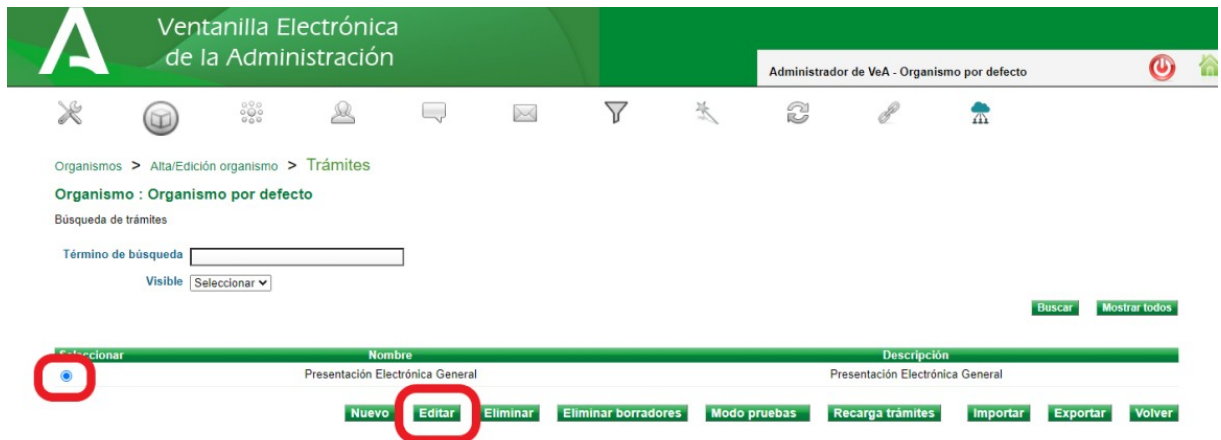 Ventanilla Electrónica
de la Administración
Administrador de VeA - Organismo por defecto
Organismos > Alta/Edición organismo > Trámites
Organismo : Organismo por defecto
Búsqueda de trámites
Término de búsqueda
Visible Seleccionar
Buscar Mostrar todos
Seleccionar Nombre Descripción
Presentación Electrónica General Presentación Electrónica General
Nuevo Editar Eliminar Eliminar borradores Modo pruebas Recarga trámites Importar Exportar Volver